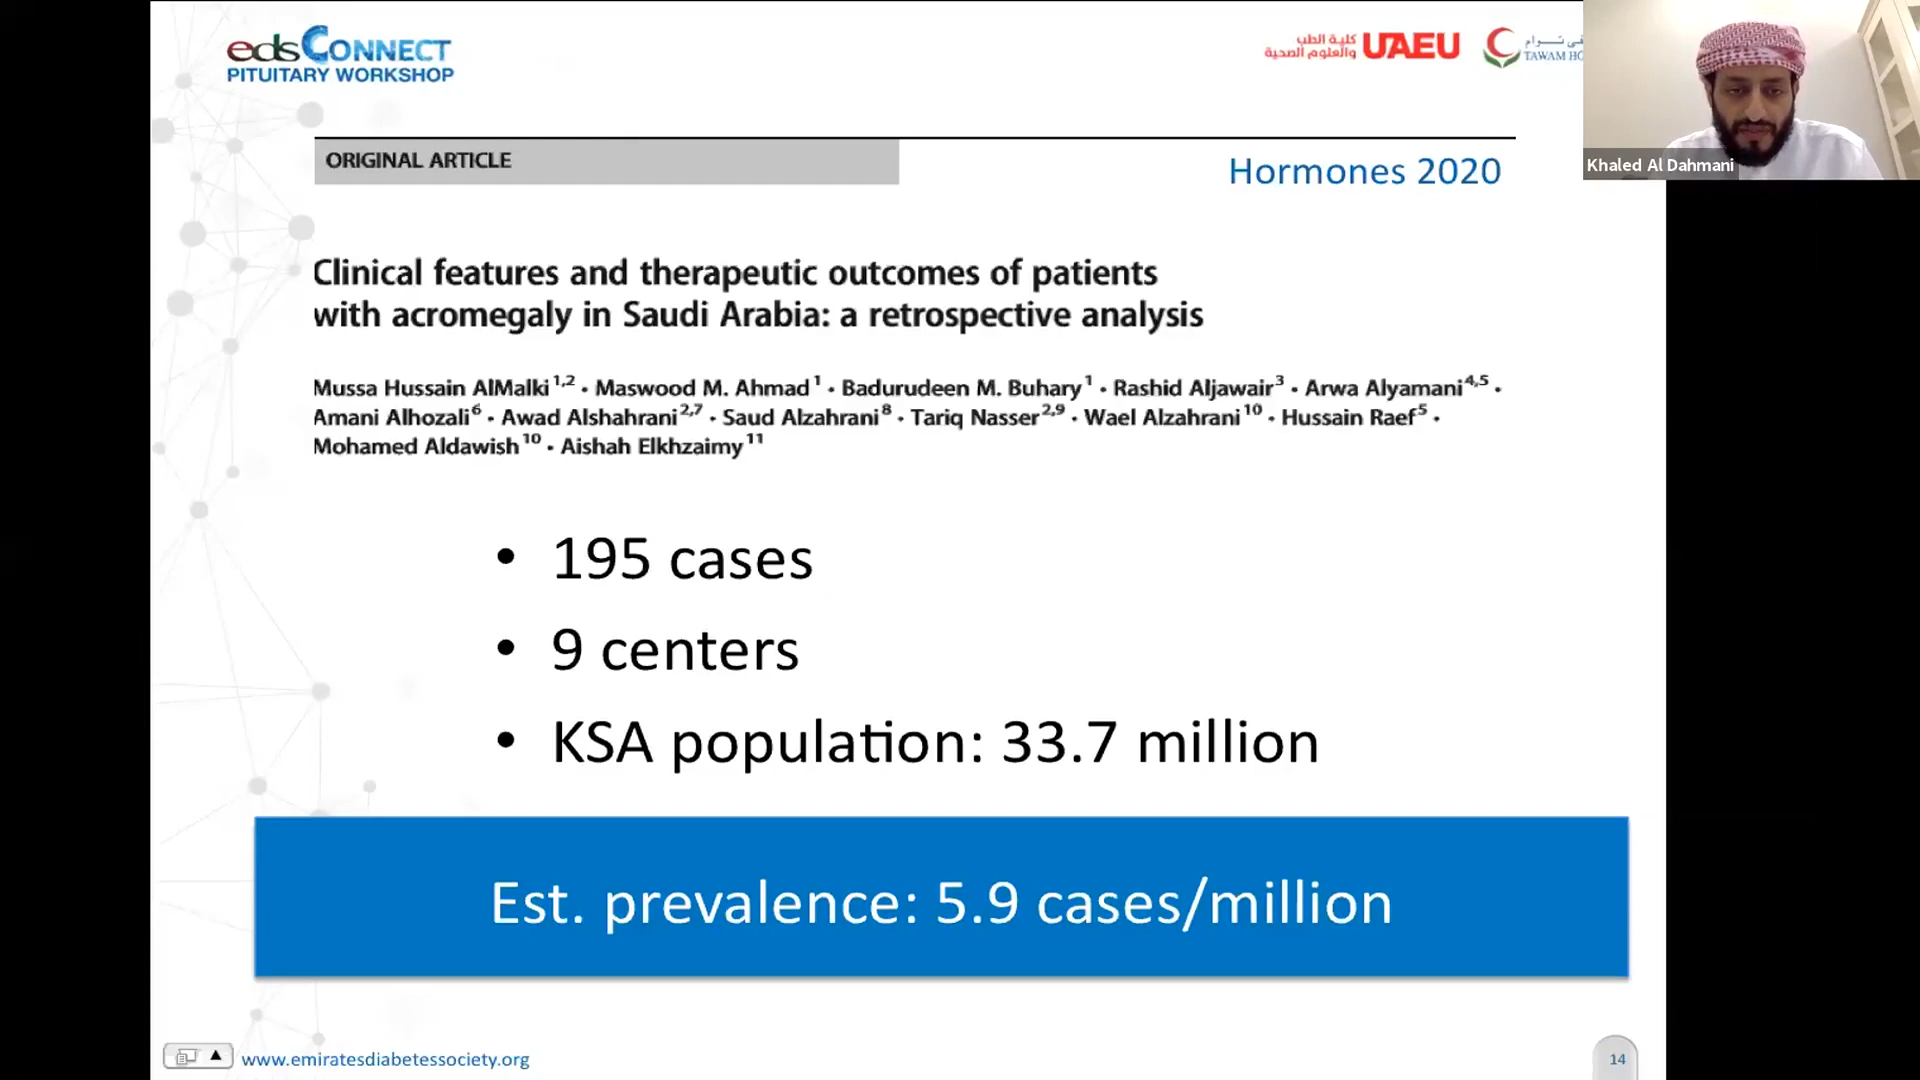 eds CONNECT
PITUITARY WORKSHOP
كلية الطب
والعلوم الصحية
UAEU
TAWAM
Khaled Al Dahmani
ORIGINAL ARTICLE
Hormones 2020
Clinical features and therapeutic outcomes of patients
with acromegaly in Saudi Arabia: a retrospective analysis
Mussa Hussain AlMalki 1,2 • Maswood M. Ahmad 1 • Badurudeen M. Buhary 1 • Rashid Aljawair 3 • Arwa Alyamani 4,5 •
Amani Alhozali 6 • Awad Alshahrani 2,7 • Saud Alzahrani 8 • Tariq Nasser 2,9 • Wael Alzahrani 10 • Hussain Raef 5 •
Mohamed Aldawish 10 • Aishah Elkhzaimy 11
• 195 cases
• 9 centers
• KSA population: 33.7 million
Est. prevalence: 5.9 cases/million
www.emiratesdiabetessociety.org
14